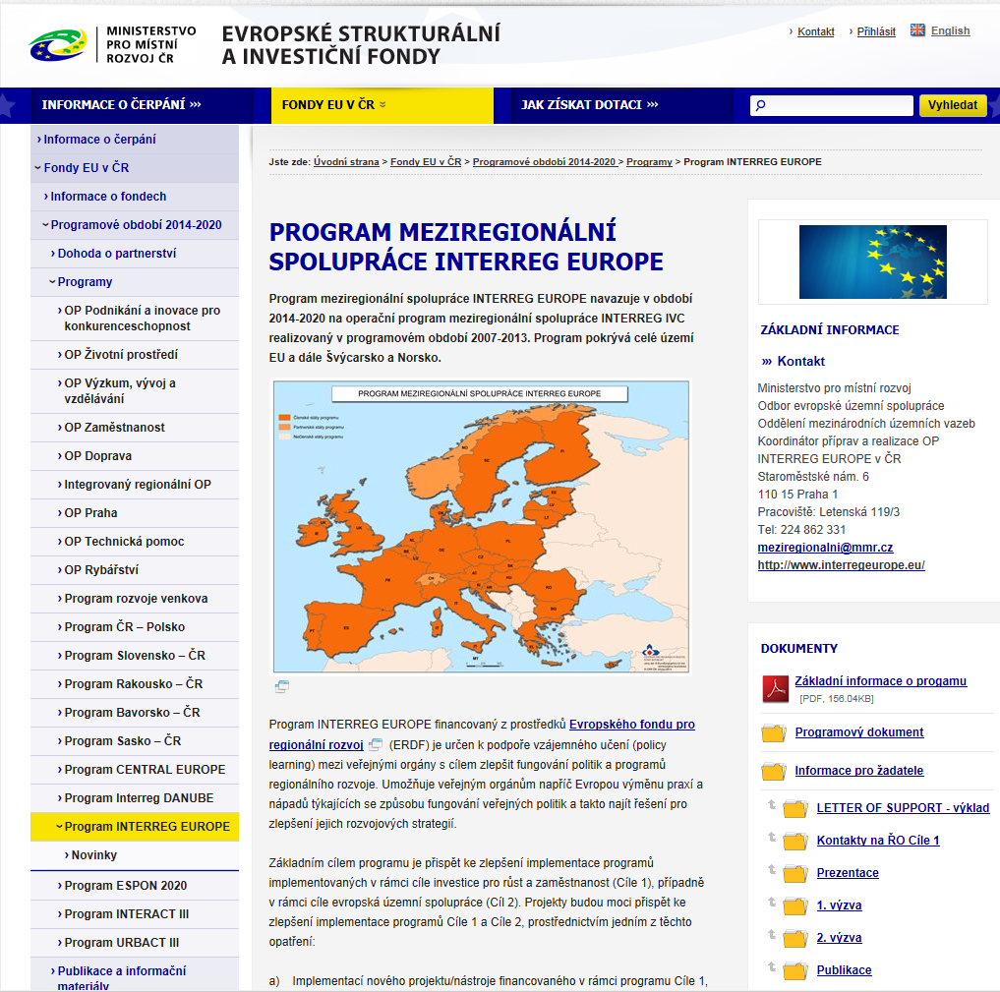 MINISTERSTVO
PRO MÍSTNÍ
ROZVOJ ČR
EVROPSKÉ STRUKTURÁLNÍ
A INVESTIČNÍ FONDY
› Kontakt
› Přihlásit
English
INFORMACE O ČERPÁNÍ
FONDY EU V ČR
JAK ZÍSKAT DOTACI
Vyhledat
Informace o čerpání
Fondy EU v ČR
Informace o fondech
Programové období 2014-2020
Dohoda o partnerství
Programy
OP Podnikání a inovace pro
konkurenceschopnost
OP Životní prostředí
OP Výzkum, vývoj a
vzdělávání
OP Zaměstnanost
OP Doprava
Integrovaný regionální OP
OP Praha
OP Technická pomoc
OP Rybářství
Program rozvoje venkova
Program ČR – Polsko
Program Slovensko – ČR
Program Rakousko – ČR
Program Bavorsko – ČR
Program Sasko – ČR
Program CENTRAL EUROPE
Program Interreg DANUBE
Program INTERREG EUROPE
Novinky
Program ESPON 2020
Program INTERACT III
Program URBACT III
Publikace a informační
materiály
Jste zde: Úvodní strana > Fondy EU v ČR > Programové období 2014-2020 > Programy > Program INTERREG EUROPE
PROGRAM MEZIREGIONÁLNÍ
SPOLUPRÁCE INTERREG EUROPE
Program meziregionální spolupráce INTERREG EUROPE navazuje v období
2014-2020 na operační program meziregionální spolupráce INTERREG IVC
realizovaný v programovém období 2007-2013. Program pokrývá celé území
EU a dále Švýcarsko a Norsko.
PROGRAM MEZIREGIONÁLNÍ SPOLUPRÁCE INTERREG EUROPE
Členské státy programu
Partnerské státy programu
Nečlenské státy programu
Program INTERREG EUROPE financovaný z prostředků Evropského fondu pro
regionální rozvoj (ERDF) je určen k podpoře vzájemného učení (policy
learning) mezi veřejnými orgány s cílem zlepšit fungování politik a programů
regionálního rozvoje. Umožňuje veřejným orgánům napříč Evropou výměnu praxí a
nápadů týkajících se způsobu fungování veřejných politik a takto najít řešení pro
zlepšení jejich rozvojových strategií.
Základním cílem programu je přispět ke zlepšení implementace programů
implementovaných v rámci cíle investice pro růst a zaměstnanost (Cíle 1), případně
v rámci cíle evropská územní spolupráce (Cíl 2). Projekty budou moci přispět ke
zlepšení implementace programů Cíle 1 a Cíle 2, prostřednictvím jedním z těchto
opatření:
a) Implementací nového projektu/nástroje financovaného v rámci programu Cíle 1,
ZÁKLADNÍ INFORMACE
Kontakt
Ministerstvo pro místní rozvoj
Odbor evropské územní spolupráce
Oddělení mezinárodních územních vazeb
Koordinátor příprav a realizace OP
INTERREG EUROPE v ČR
Staroměstské nám. 6
110 15 Praha 1
Pracoviště: Letenská 119/3
Tel: 224 862 331
meziregionalni@mmr.cz
http://www.interregeurope.eu/
DOKUMENTY
Základní informace o progamu
[PDF, 156.04KB]
Programový dokument
Informace pro žadatele
LETTER OF SUPPORT - výklad
Kontakty na ŘO Cíle 1
Prezentace
1. výzva
2. výzva
Publikace